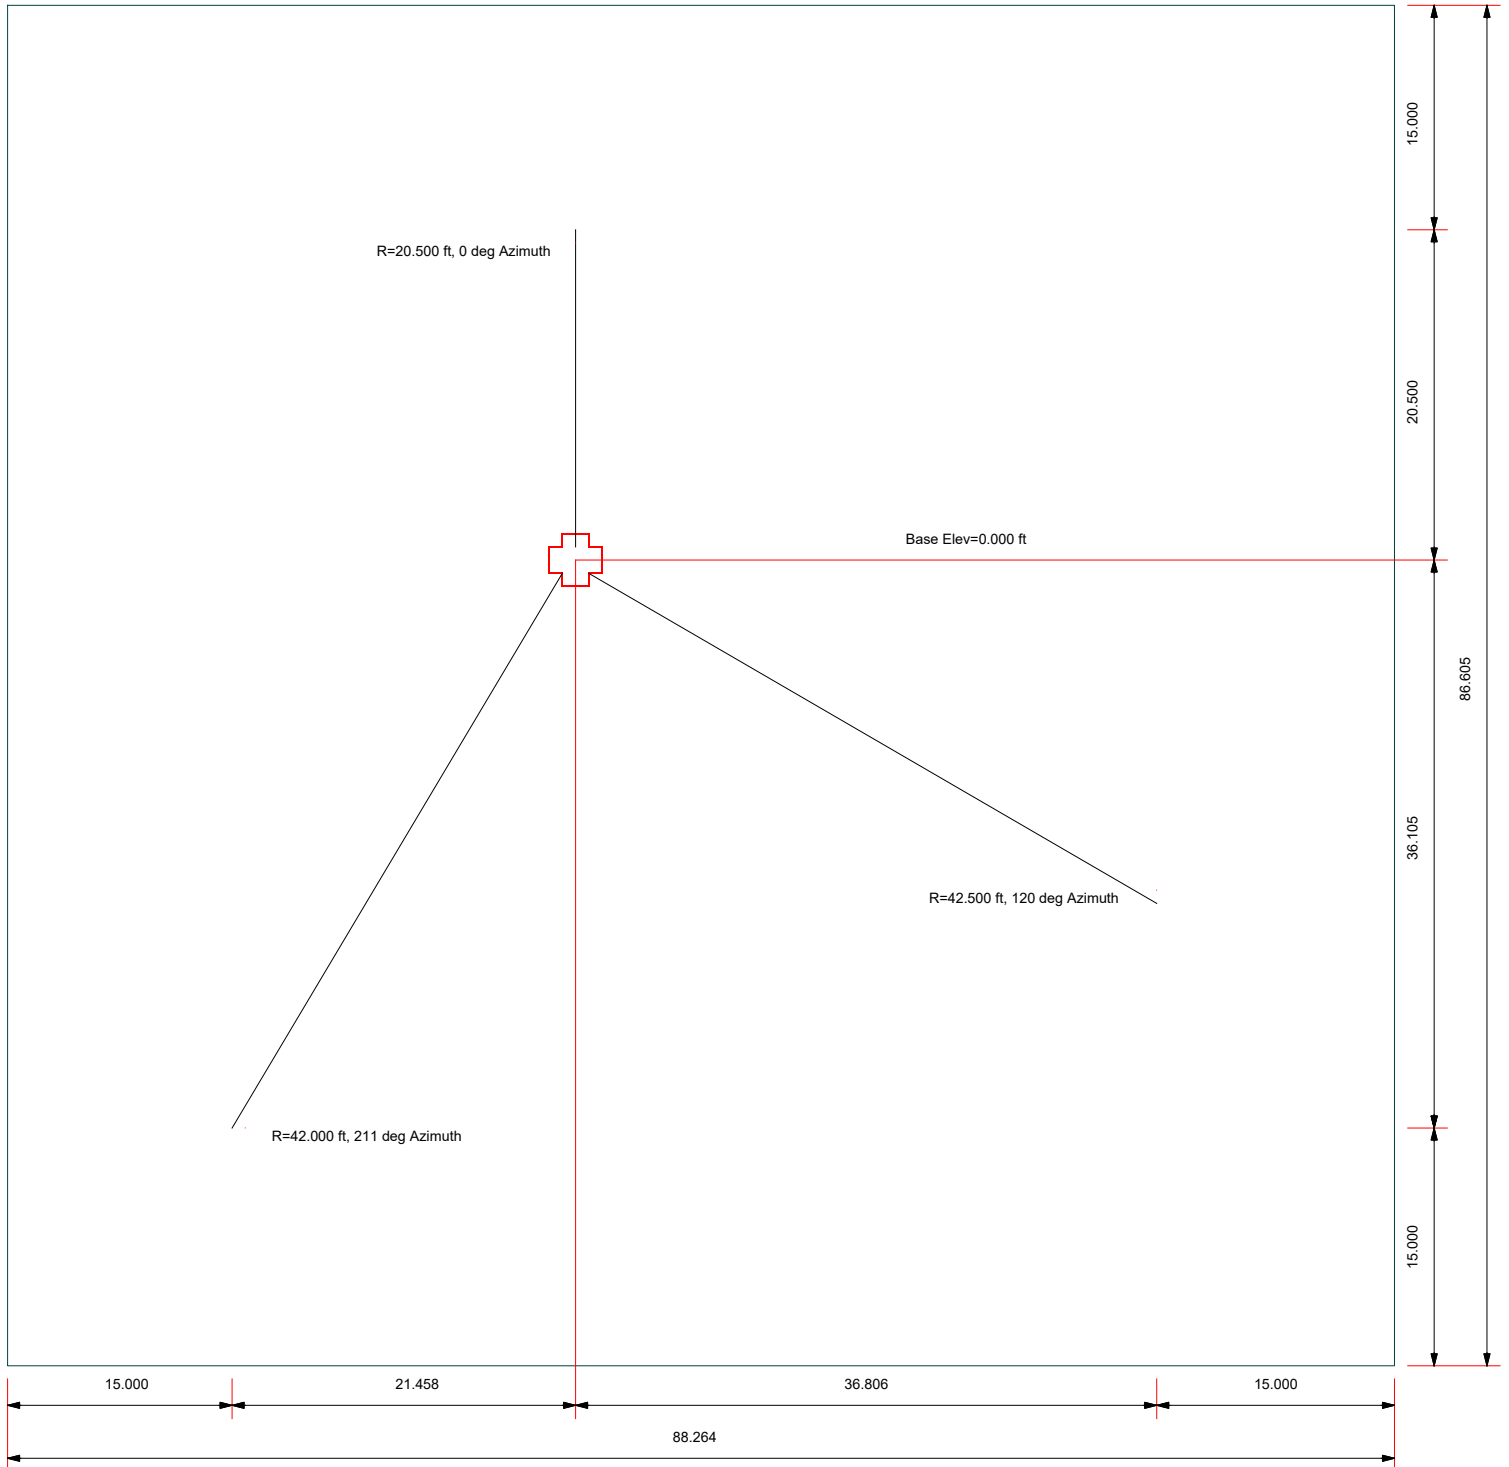 15.000
R=20.500 ft, 0 deg Azimuth
20.500
Base Elev=0.000 ft
86.605
36.105
R=42.500 ft, 120 deg Azimuth
R=42.000 ft, 211 deg Azimuth
15.000
15.000
21.458
36.806
15.000
88.264